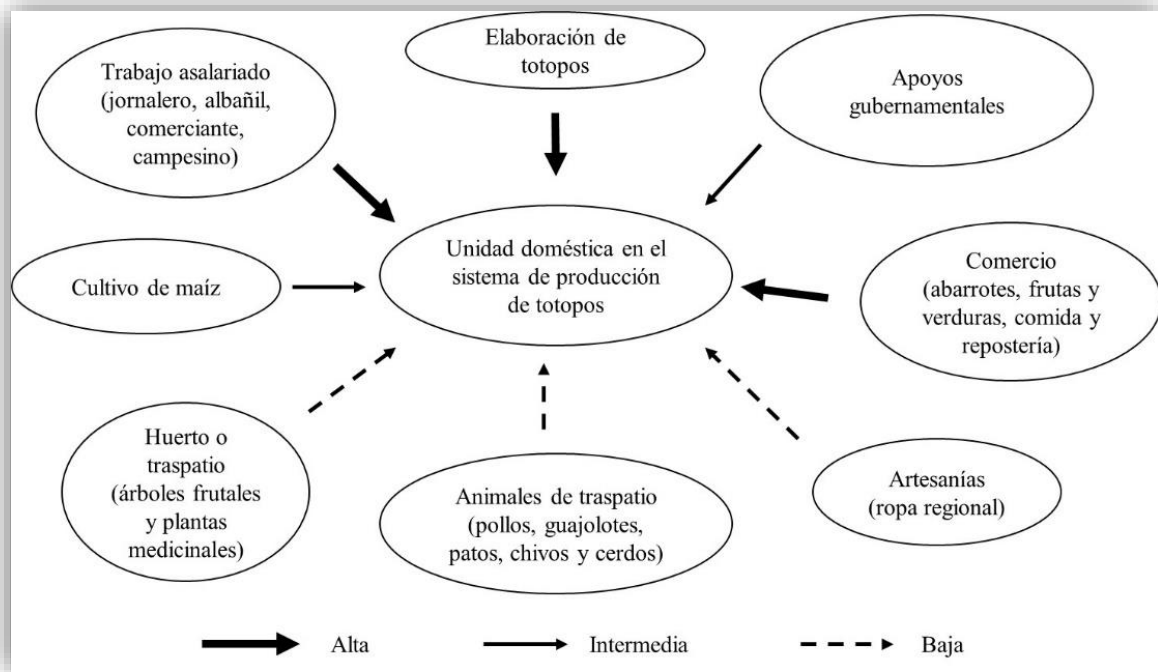 Elaboración de
totopos
Trabajo asalariado
(jornalero, albañil,
comerciante,
campesino)
Apoyos
gubernamentales
Unidad doméstica en el
sistema de producción
de totopos
Cultivo de maíz
Comercio
(abarrotes, frutas y
verduras, comida y
repostería)
Huerto o
traspatio
(árboles frutales
y plantas
medicinales)
Animales de traspatio
(pollos, guajolotes,
patos, chivos y cerdos)
Artesanías
(ropa regional)
Alta
Intermedia
Baja